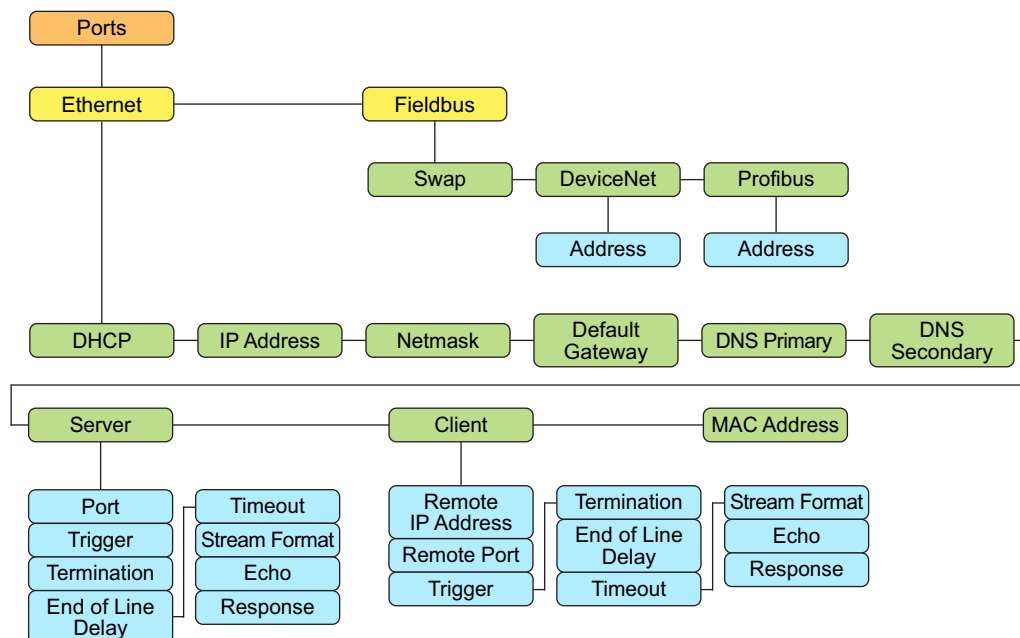 Ports
Ethernet
Fieldbus
Swap
DeviceNet
Profibus
Address
Address
DHCP
IP Address
Netmask
Default
Gateway
DNS Primary
DNS
Secondary
Server
Client
MAC Address
Port
Trigger
Termination
End of Line
Delay
Timeout
Stream Format
Echo
Response
Remote
IP Address
Remote Port
Trigger
Termination
End of Line
Delay
Timeout
Stream Format
Echo
Response